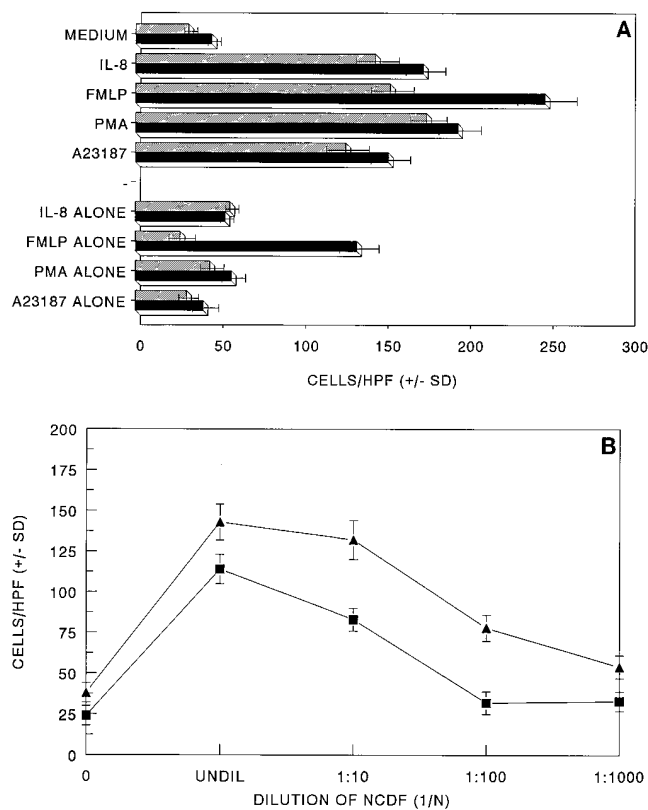 A
MEDIUM
IL-8
FMLP
PMA
A23187
IL-8 ALONE
FMLP ALONE
PMA ALONE
A23187 ALONE
0 50 100 150 200 250 300
CELLS/HPF (+/- SD)
B
200
175
150
125
100
75
50
25
0
CELLS/HPF (+/- SD)
0 UNDIL 1:10 1:100 1:1000
DILUTION OF NCDF (1/N)